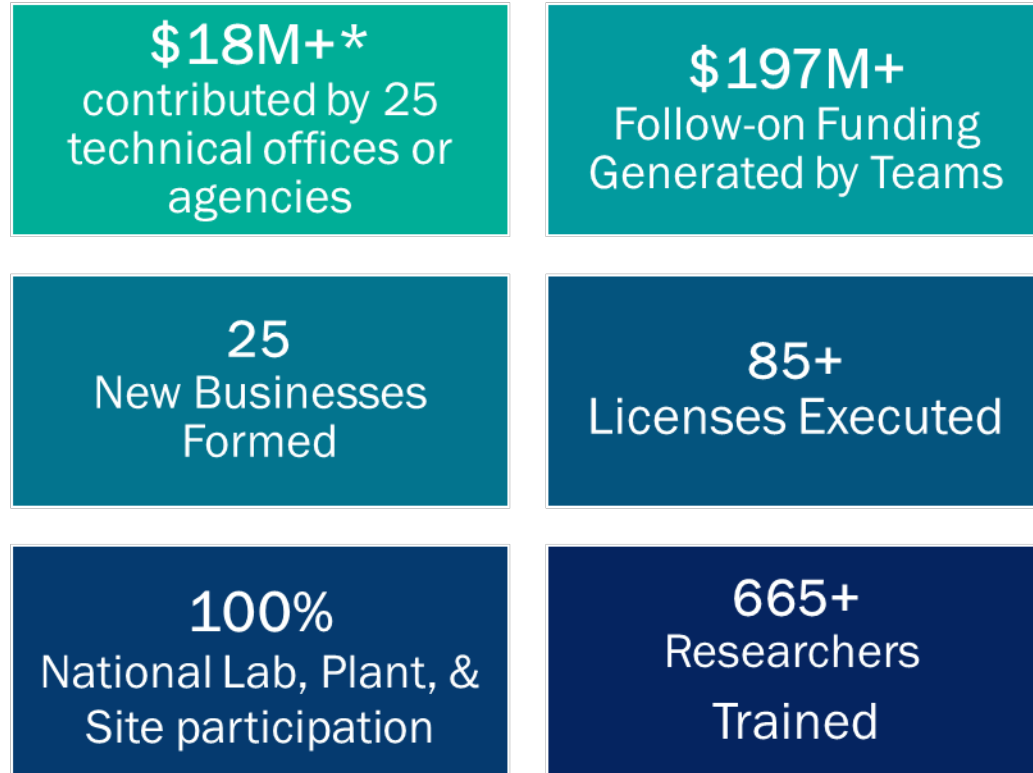 $18M+*
contributed by 25
technical offices or
agencies
$197M+
Follow-on Funding
Generated by Teams
25
New Businesses
Formed
85+
Licenses Executed
100%
National Lab, Plant, &
Site participation
665+
Researchers
Trained